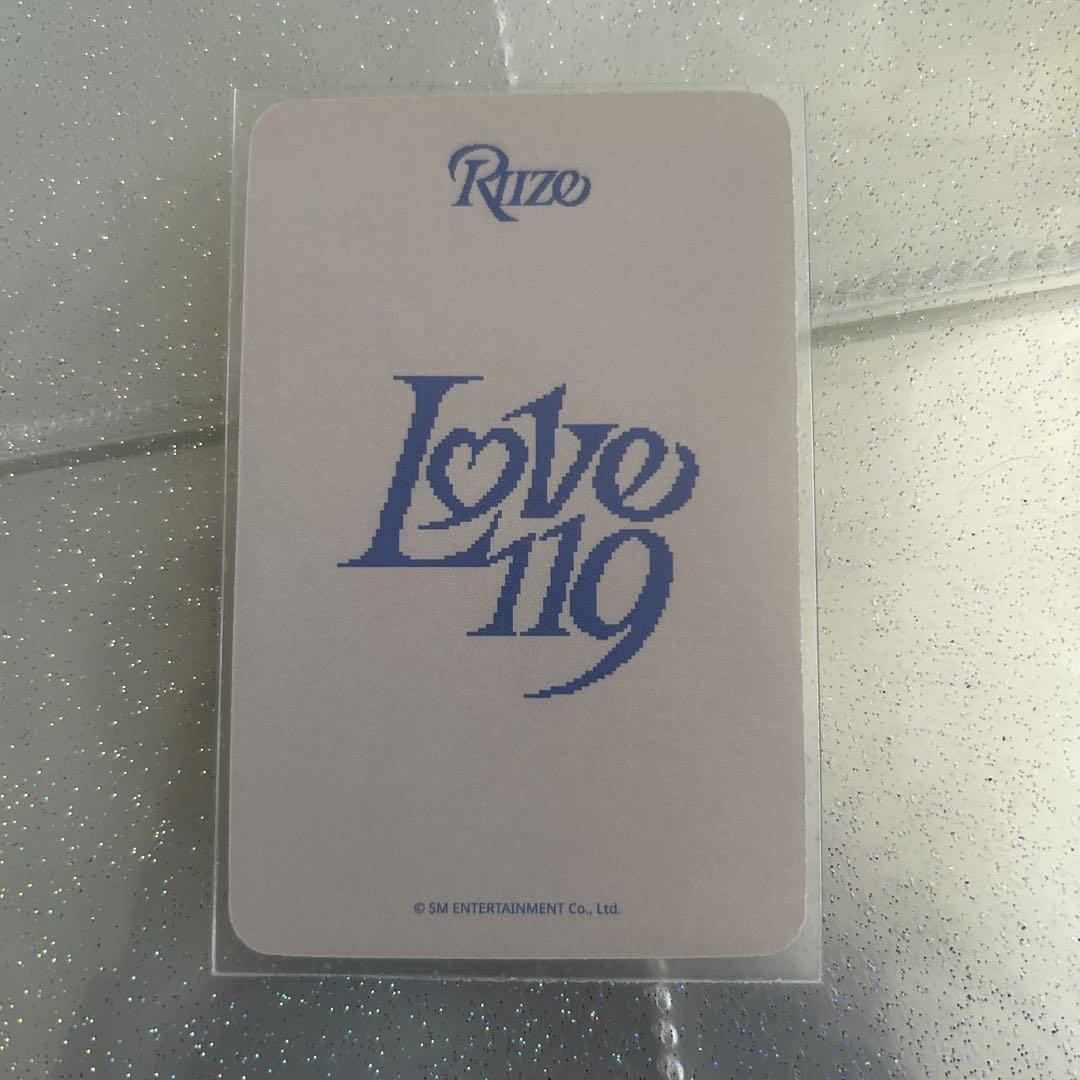 RIIZE
Love
119
© SM ENTERTAINMENT Co., Ltd.